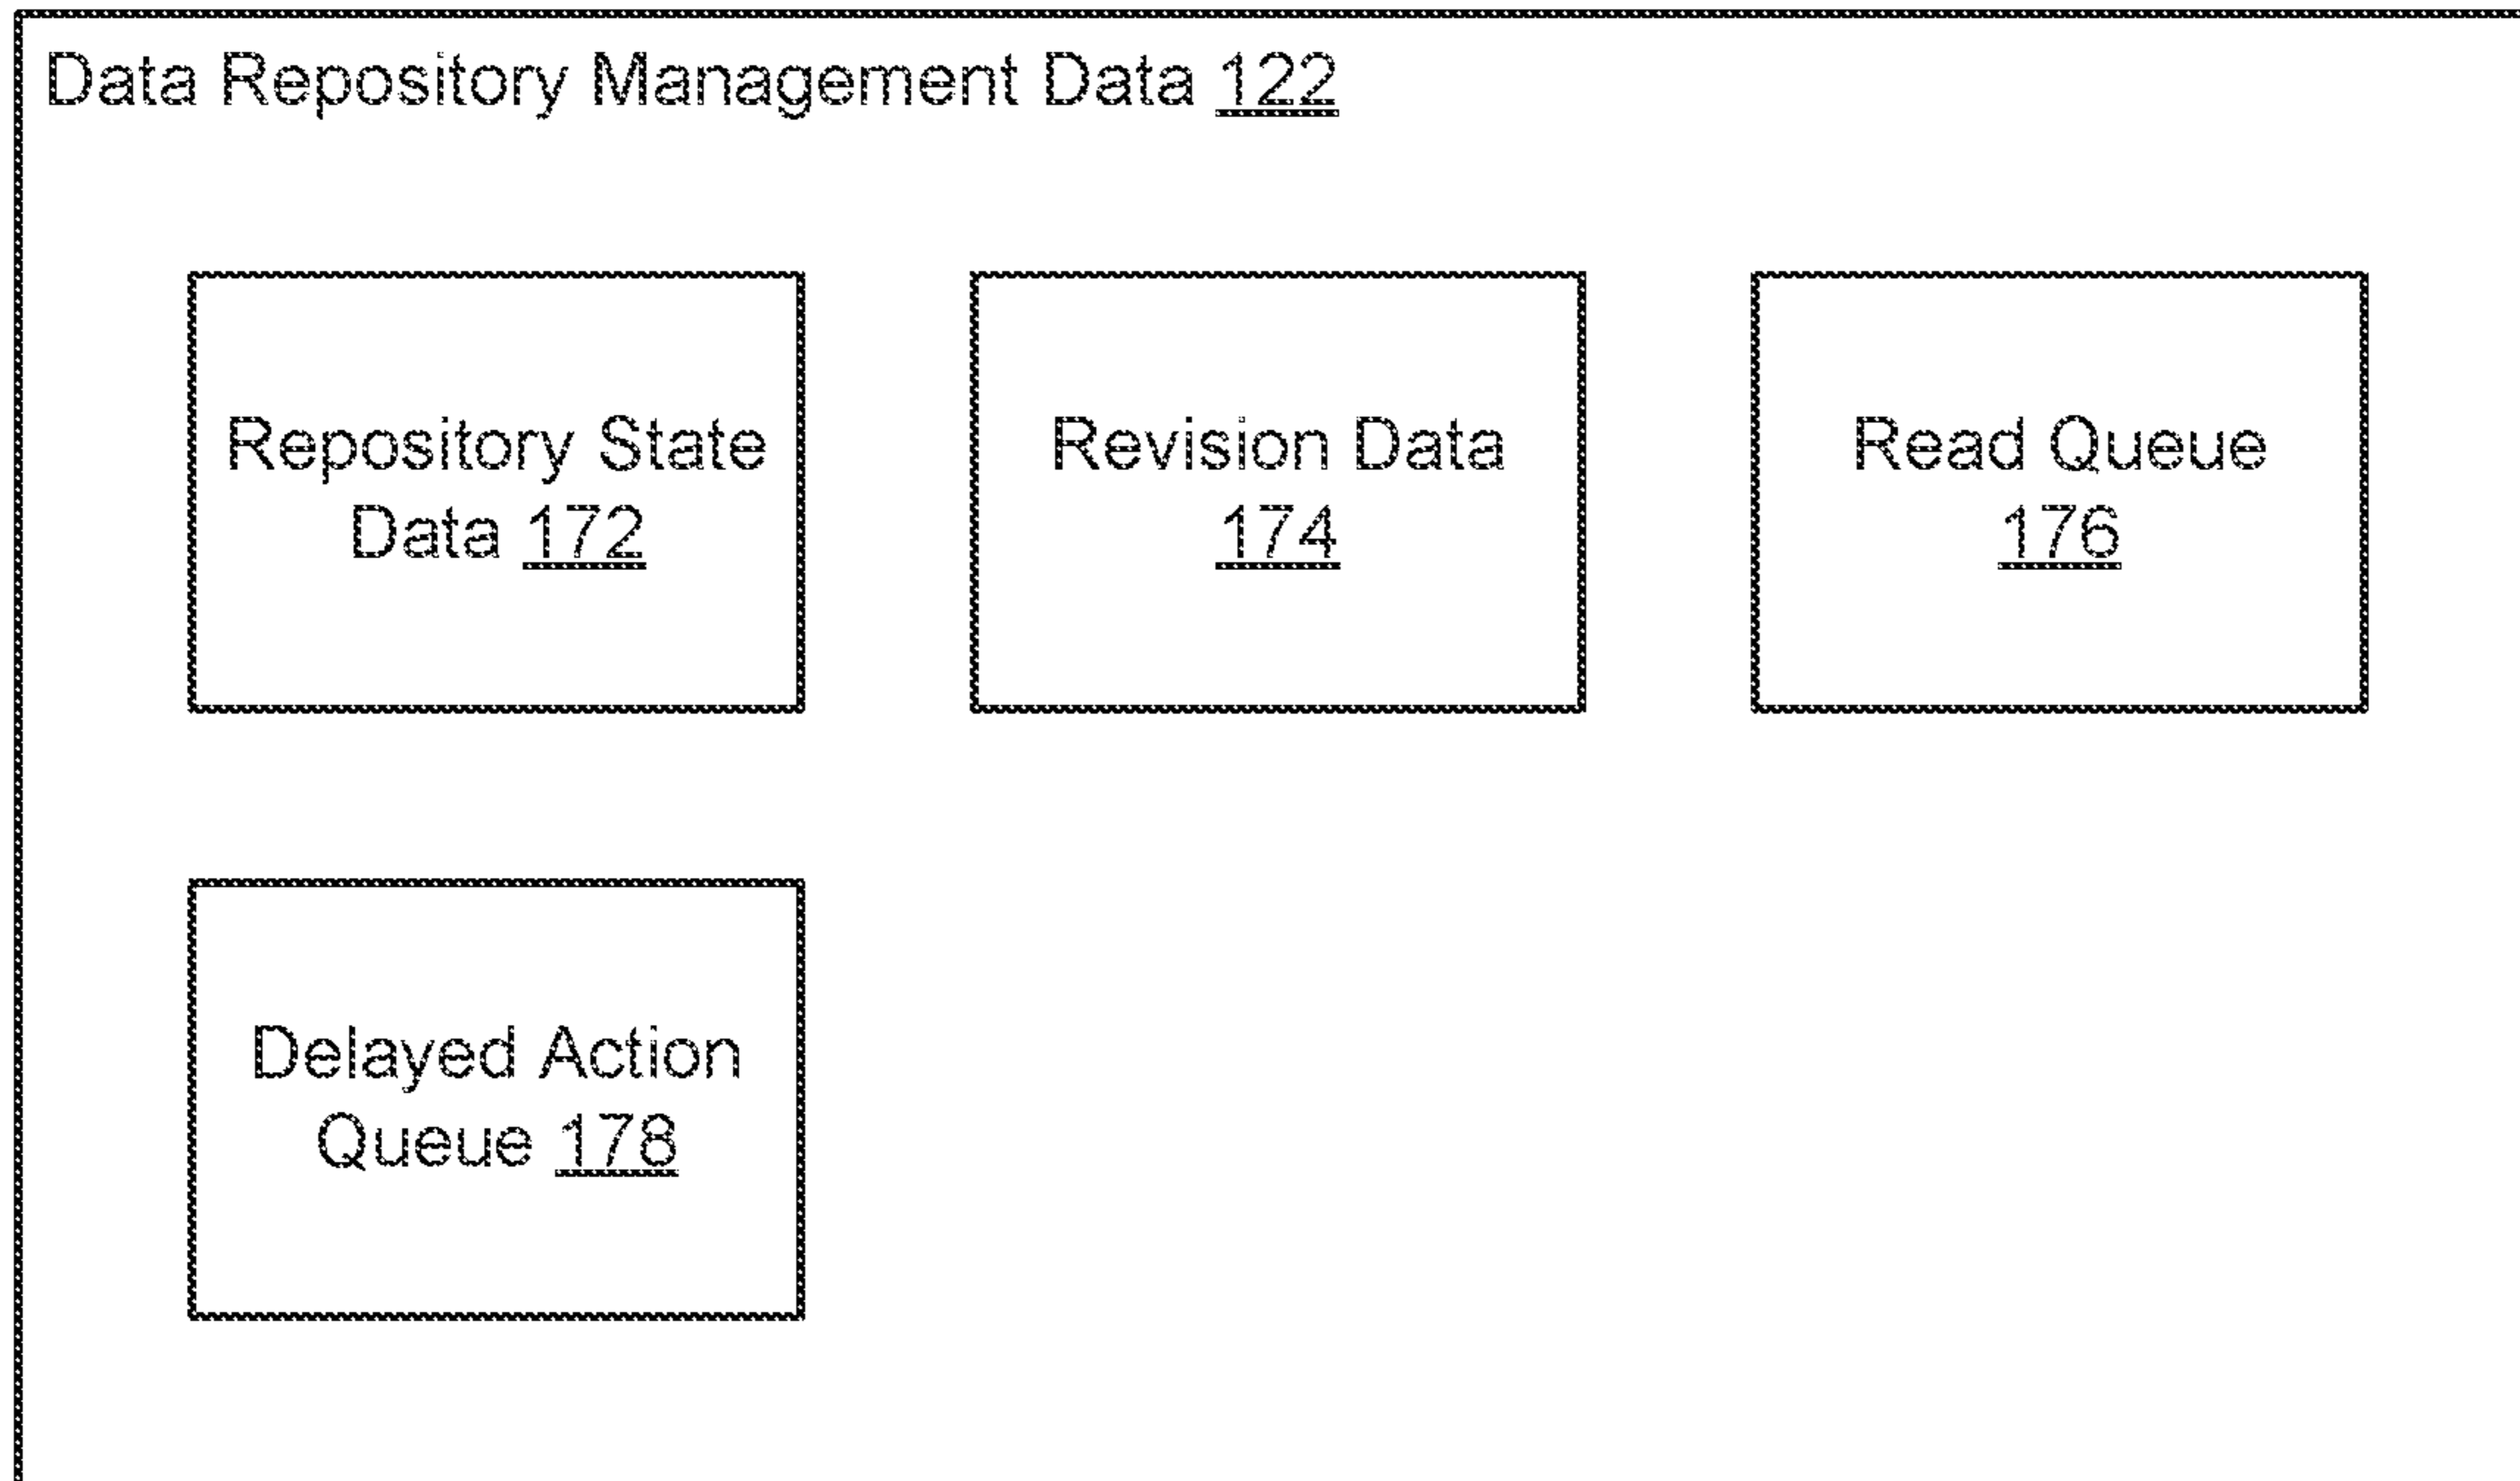 Data Repository Management Data 122
Repository State
Data 172
Revision Data
174
Read Queue
176
Delayed Action
Queue 178